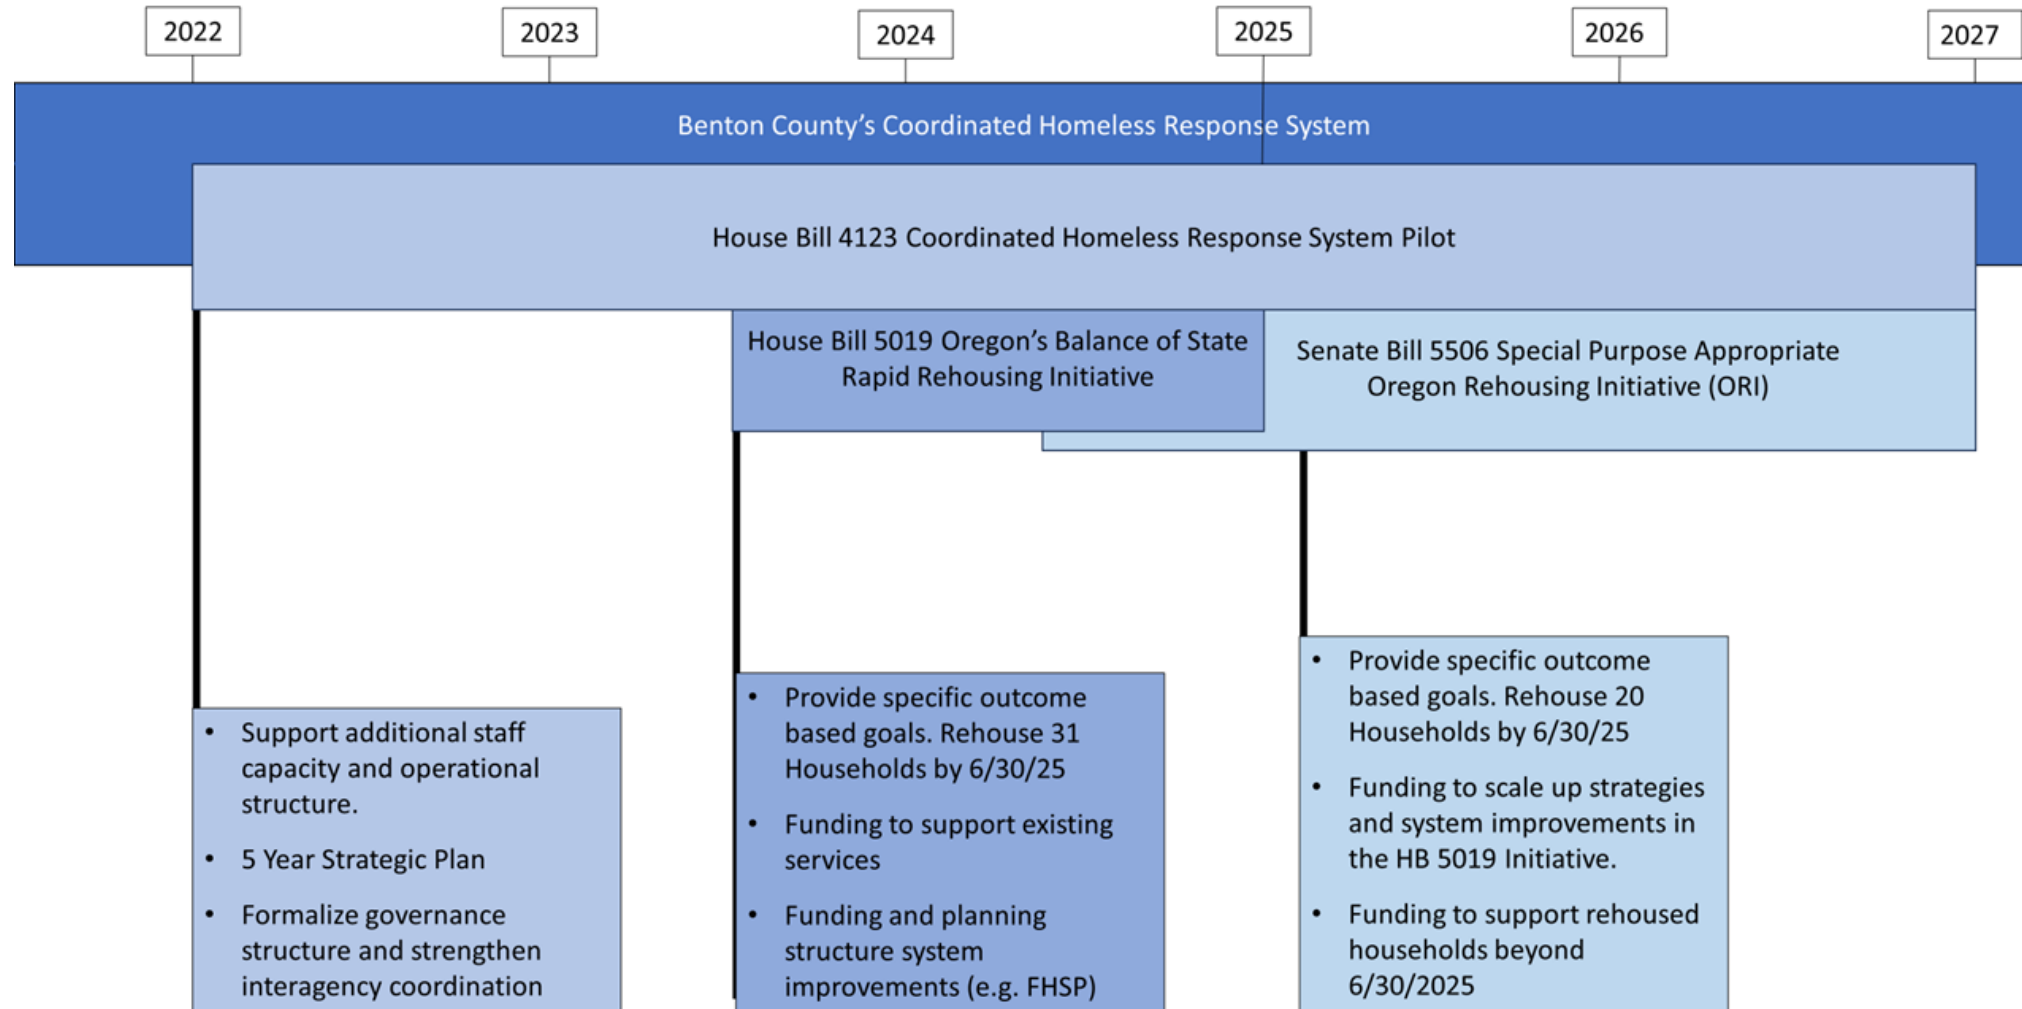 2022
2023
2024
2025
2026
2027
Benton County's Coordinated Homeless Response System
House Bill 4123 Coordinated Homeless Response System Pilot
House Bill 5019 Oregon's Balance of State
Rapid Rehousing Initiative
Senate Bill 5506 Special Purpose Appropriate
Oregon Rehousing Initiative (ORI)
• Support additional staff
capacity and operational
structure.
• 5 Year Strategic Plan
• Formalize governance
structure and strengthen
interagency coordination
• Provide specific outcome
based goals. Rehouse 31
Households by 6/30/25
• Funding to support existing
services
• Funding and planning
structure system
improvements (e.g. FHSP)
• Provide specific outcome
based goals. Rehouse 20
Households by 6/30/25
• Funding to scale up strategies
and system improvements in
the HB 5019 Initiative.
• Funding to support rehoused
households beyond
6/30/2025